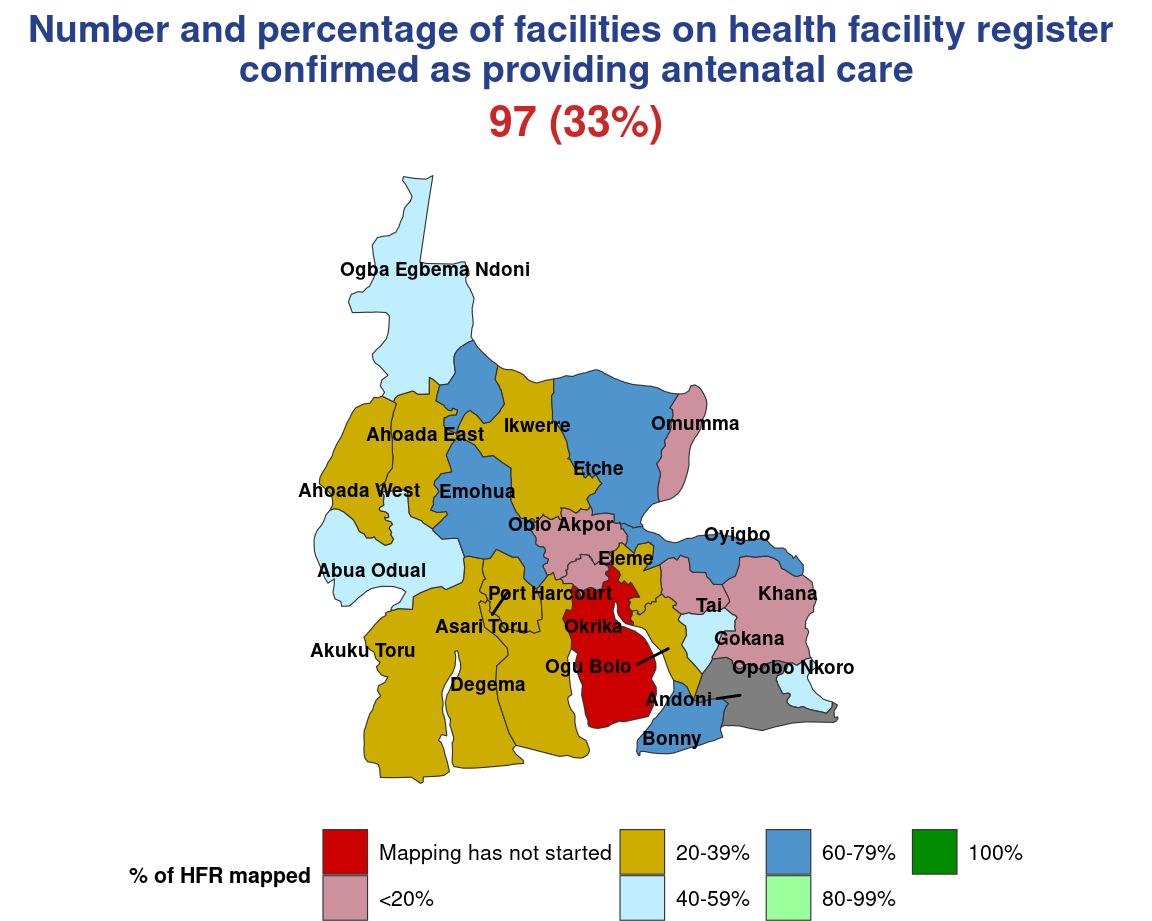 Number and percentage of facilities on health facility register
confirmed as providing antenatal care
97 (33%)
Ogba Egbema Ndoni
Omumma
Ikwerre
Ahoada East
Etche
Ahoada West
Emohua
Obio Akpor
Oyigbo
Eleme
Abua Odual
Port Harcourt
Khana
Tai
Asari Toru
Okrika
Gokana
Akuku Toru
Ogu Bolo
Opobo Nkoro
Degema
Andoni
Bonny
% of HFR mapped
Mapping has not started
20-39%
60-79%
100%
<20%
40-59%
80-99%